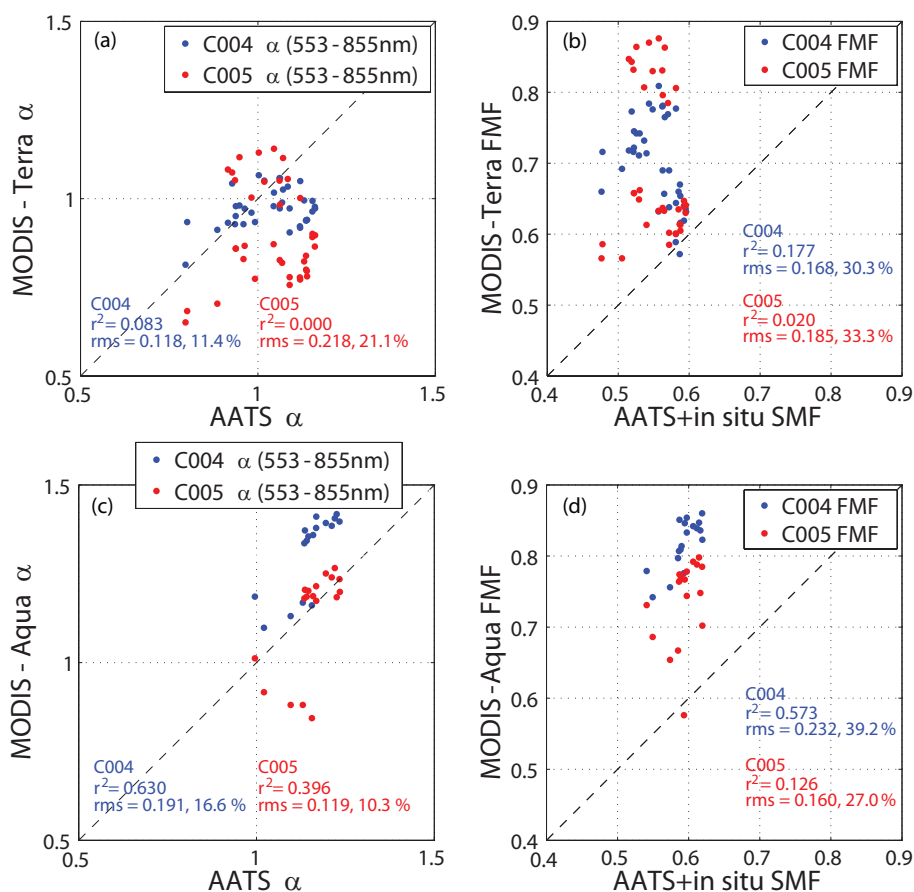 (a)
C004 α (553-855nm)
C005 α (553-855nm)
1.5
1
0.5
MODIS - Terra α
C004
r² = 0.083
rms = 0.118, 11.4%
C005
r² = 0.000
rms = 0.218, 21.1%
0.5 1 1.5
AATS α
(b)
C004 FMF
C005 FMF
0.9
0.8
0.7
0.6
0.5
0.4
MODIS -Terra FMF
C004
r² = 0.177
rms = 0.168, 30.3%
C005
r² = 0.020
rms = 0.185, 33.3%
0.4 0.5 0.6 0.7 0.8 0.9
AATS+in situ SMF
(c)
C004 α (553-855nm)
C005 α (553-855nm)
1.5
1
0.5
MODIS - Aqua α
C004
r² = 0.630
rms = 0.191, 16.6 %
C005
r² = 0.396
rms = 0.119, 10.3 %
0.5 1 1.5
AATS α
(d)
C004 FMF
C005 FMF
0.9
0.8
0.7
0.6
0.5
0.4
MODIS -Aqua FMF
C004
r² = 0.573
rms = 0.232, 39.2 %
C005
r² = 0.126
rms = 0.160, 27.0 %
0.4 0.5 0.6 0.7 0.8 0.9
AATS+in situ SMF